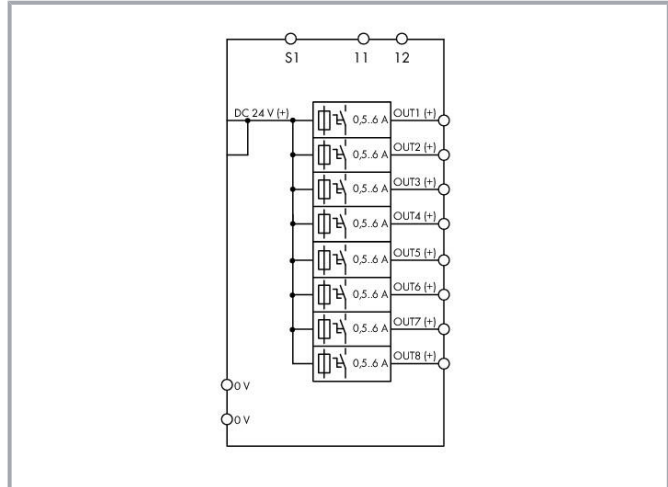 S1 11 12
DC 24 V (+) 0,5..6 A OUT1 (+)
0,5..6 A OUT2 (+)
0,5..6 A OUT3 (+)
0,5..6 A OUT4 (+)
0,5..6 A OUT5 (+)
0,5..6 A OUT6 (+)
0,5..6 A OUT7 (+)
0,5..6 A OUT8 (+)
0 V
0 V